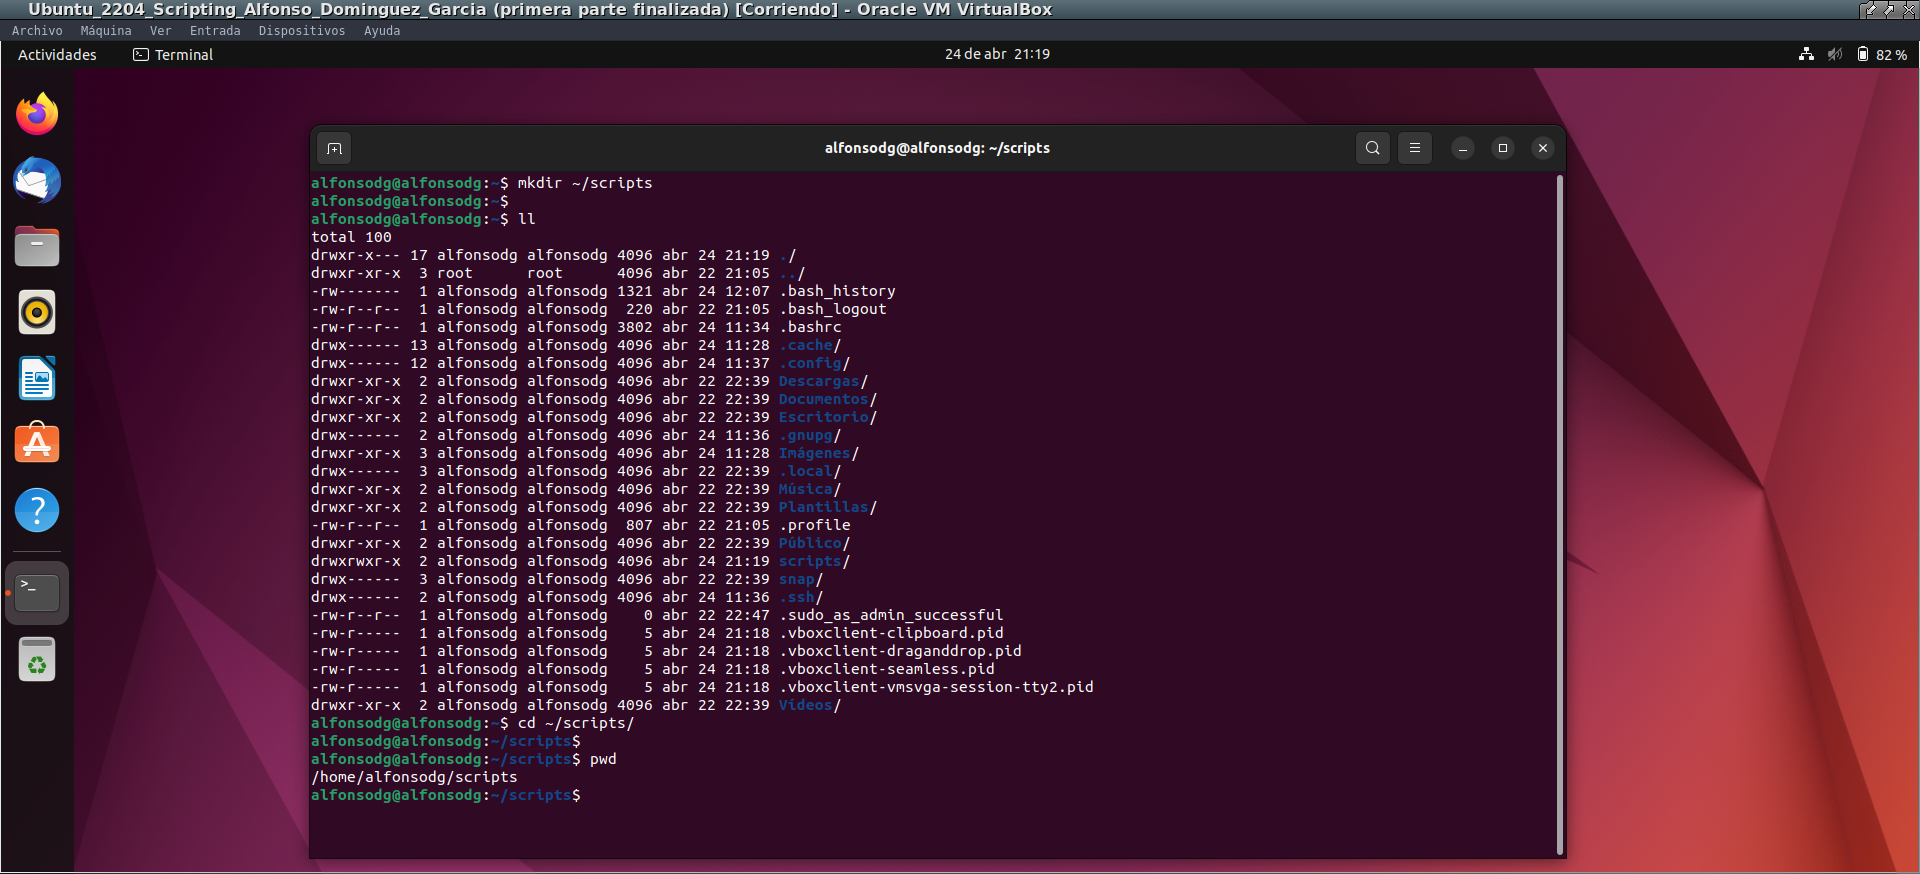 Ubuntu_2204_Scripting_Alfonso_Dominguez_Garcia (primera parte finalizada) [Corriendo] - Oracle VM VirtualBox
Archivo Máquina Ver Entrada Dispositivos Ayuda
Actividades Terminal 24 de abr 21:19 82 %
alfonsodg@alfonsodg: ~/scripts
alfonsodg@alfonsodg:~$ mkdir ~/scripts
alfonsodg@alfonsodg:~$
alfonsodg@alfonsodg:~$ ll
total 100
drwxr-x--- 17 alfonsodg alfonsodg 4096 abr 24 21:19 ./
drwxr-xr-x  3 root      root      4096 abr 22 21:05 ../
-rw-------  1 alfonsodg alfonsodg 1321 abr 24 12:07 .bash_history
-rw-r--r--  1 alfonsodg alfonsodg  220 abr 22 21:05 .bash_logout
-rw-r--r--  1 alfonsodg alfonsodg 3802 abr 24 11:34 .bashrc
drwx------ 13 alfonsodg alfonsodg 4096 abr 24 11:28 .cache/
drwx------ 12 alfonsodg alfonsodg 4096 abr 24 11:37 .config/
drwxr-xr-x  2 alfonsodg alfonsodg 4096 abr 22 22:39 Descargas/
drwxr-xr-x  2 alfonsodg alfonsodg 4096 abr 22 22:39 Documentos/
drwxr-xr-x  2 alfonsodg alfonsodg 4096 abr 22 22:39 Escritorio/
drwx------  2 alfonsodg alfonsodg 4096 abr 24 11:36 .gnupg/
drwxr-xr-x  3 alfonsodg alfonsodg 4096 abr 24 11:28 Imágenes/
drwx------  3 alfonsodg alfonsodg 4096 abr 22 22:39 .local/
drwxr-xr-x  2 alfonsodg alfonsodg 4096 abr 22 22:39 Música/
drwxr-xr-x  2 alfonsodg alfonsodg 4096 abr 22 22:39 Plantillas/
-rw-r--r--  1 alfonsodg alfonsodg  807 abr 22 21:05 .profile
drwxr-xr-x  2 alfonsodg alfonsodg 4096 abr 22 22:39 Público/
drwxrwxr-x  2 alfonsodg alfonsodg 4096 abr 24 21:19 scripts/
drwx------  3 alfonsodg alfonsodg 4096 abr 22 22:39 snap/
drwx------  2 alfonsodg alfonsodg 4096 abr 24 11:36 .ssh/
-rw-r--r--  1 alfonsodg alfonsodg    0 abr 22 22:47 .sudo_as_admin_successful
-rw-r-----  1 alfonsodg alfonsodg    5 abr 24 21:18 .vboxclient-clipboard.pid
-rw-r-----  1 alfonsodg alfonsodg    5 abr 24 21:18 .vboxclient-draganddrop.pid
-rw-r-----  1 alfonsodg alfonsodg    5 abr 24 21:18 .vboxclient-seamless.pid
-rw-r-----  1 alfonsodg alfonsodg    5 abr 24 21:18 .vboxclient-vmsvga-session-tty2.pid
drwxr-xr-x  2 alfonsodg alfonsodg 4096 abr 22 22:39 Vídeos/
alfonsodg@alfonsodg:~$ cd ~/scripts/
alfonsodg@alfonsodg:~/scripts$
alfonsodg@alfonsodg:~/scripts$ pwd
/home/alfonsodg/scripts
alfonsodg@alfonsodg:~/scripts$